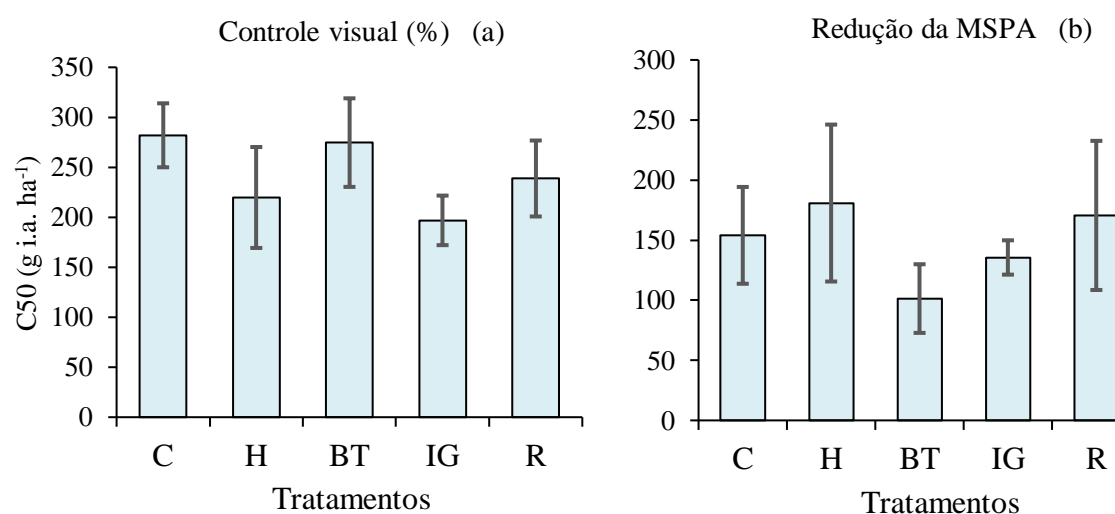 Controle visual (%) (a)
350
300
250
200
150
100
50
0
C50 (g i.a. ha⁻¹)
C H BT IG R
Tratamentos
Redução da MSPA (b)
300
250
200
150
100
50
0
C H BT IG R
Tratamentos